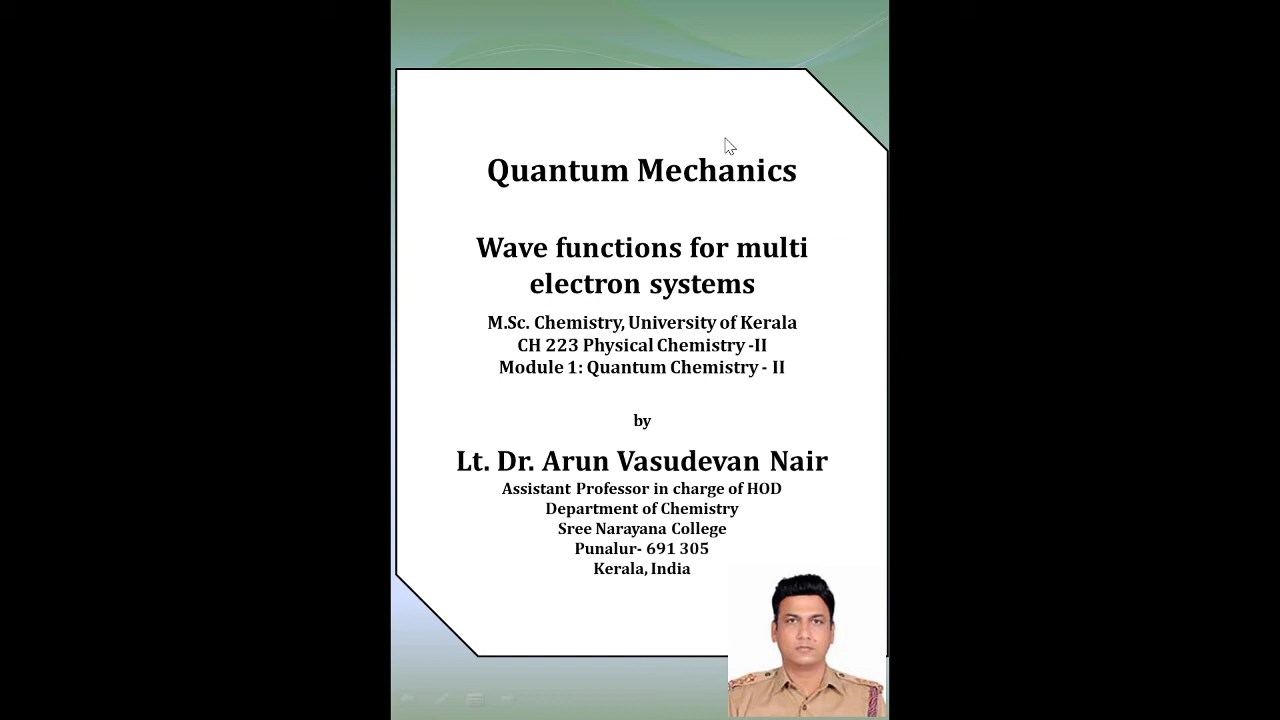 Quantum Mechanics
Wave functions for multi
electron systems
M.Sc. Chemistry, University of Kerala
CH 223 Physical Chemistry -II
Module 1: Quantum Chemistry - II
by
Lt. Dr. Arun Vasudevan Nair
Assistant Professor in charge of HOD
Department of Chemistry
Sree Narayana College
Punalur- 691 305
Kerala, India